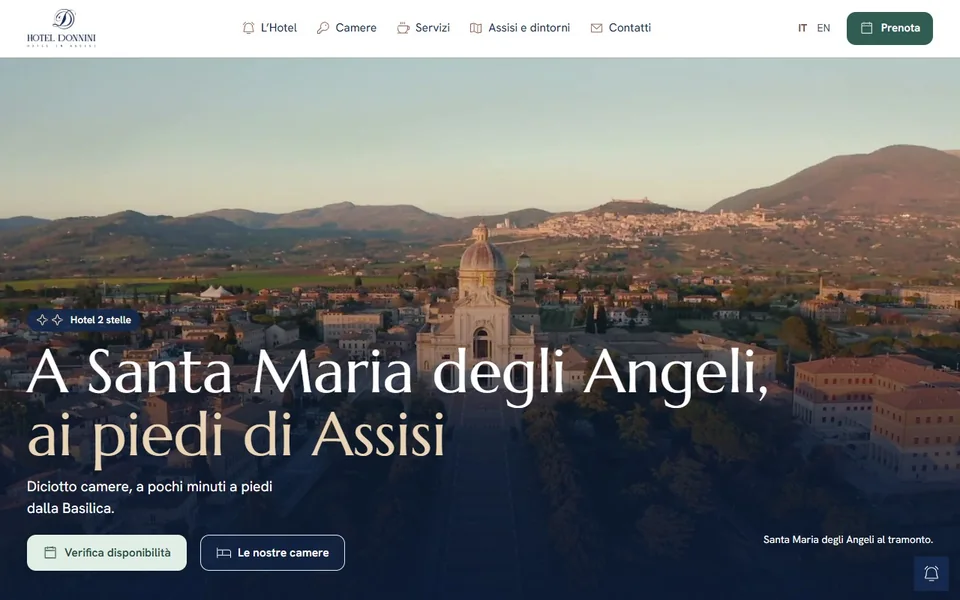 HOTEL DONNINI
L'Hotel
Camere
Servizi
Assisi e dintorni
Contatti
IT EN
Prenota
Hotel 2 stelle
A Santa Maria degli Angeli,
ai piedi di Assisi
Diciotto camere, a pochi minuti a piedi
dalla Basilica.
Verifica disponibilità
Le nostre camere
Santa Maria degli Angeli al tramonto.